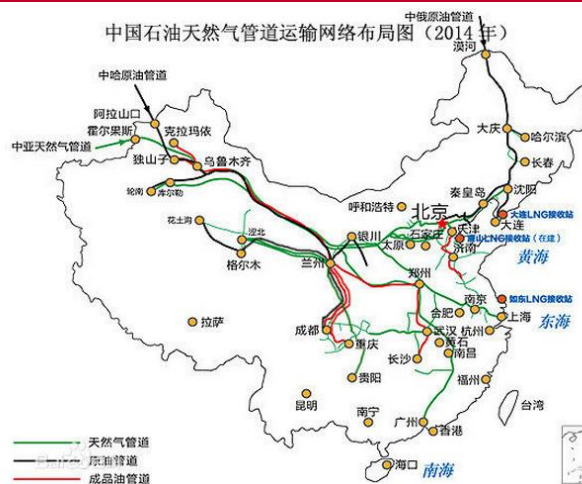 中国石油天然气管道运输网络布局图（2014年）
中俄原油管道
漠河
中哈原油管道
阿拉山口
霍尔果斯
克拉玛依
中亚天然气管道
独山子
乌鲁木齐
大庆
哈尔滨
长春
轮南
库尔勒
沈阳
秦皇岛
呼和浩特
北京
大连LNG接收站
大连
花土沟
涩北
格尔木
银川
太原
石家庄
天津
唐山LNG接收站（在建）
济南
黄海
兰州
郑州
如东LNG接收站
南京
合肥
上海
东海
拉萨
成都
重庆
武汉
杭州
黄石
南昌
长沙
贵阳
福州
昆明
台湾
南宁
广州
香港
海口
南海
天然气管道
原油管道
成品油管道